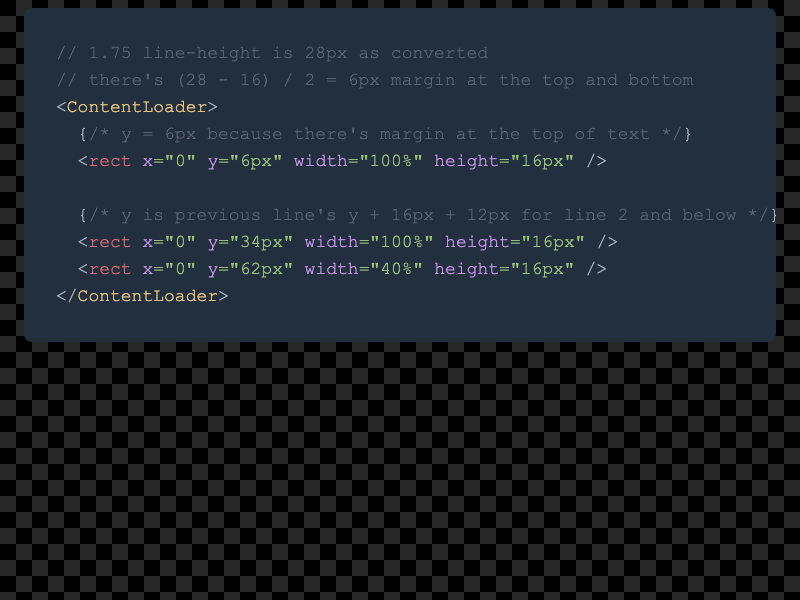 // 1.75 line-height is 28px as converted
// there's (28 - 16) / 2 = 6px margin at the top and bottom
<ContentLoader>
  {/* y = 6px because there's margin at the top of text */}
  <rect x="0" y="6px" width="100%" height="16px" />

  {/* y is previous line's y + 16px + 12px for line 2 and below */}
  <rect x="0" y="34px" width="100%" height="16px" />
  <rect x="0" y="62px" width="40%" height="16px" />
</ContentLoader>